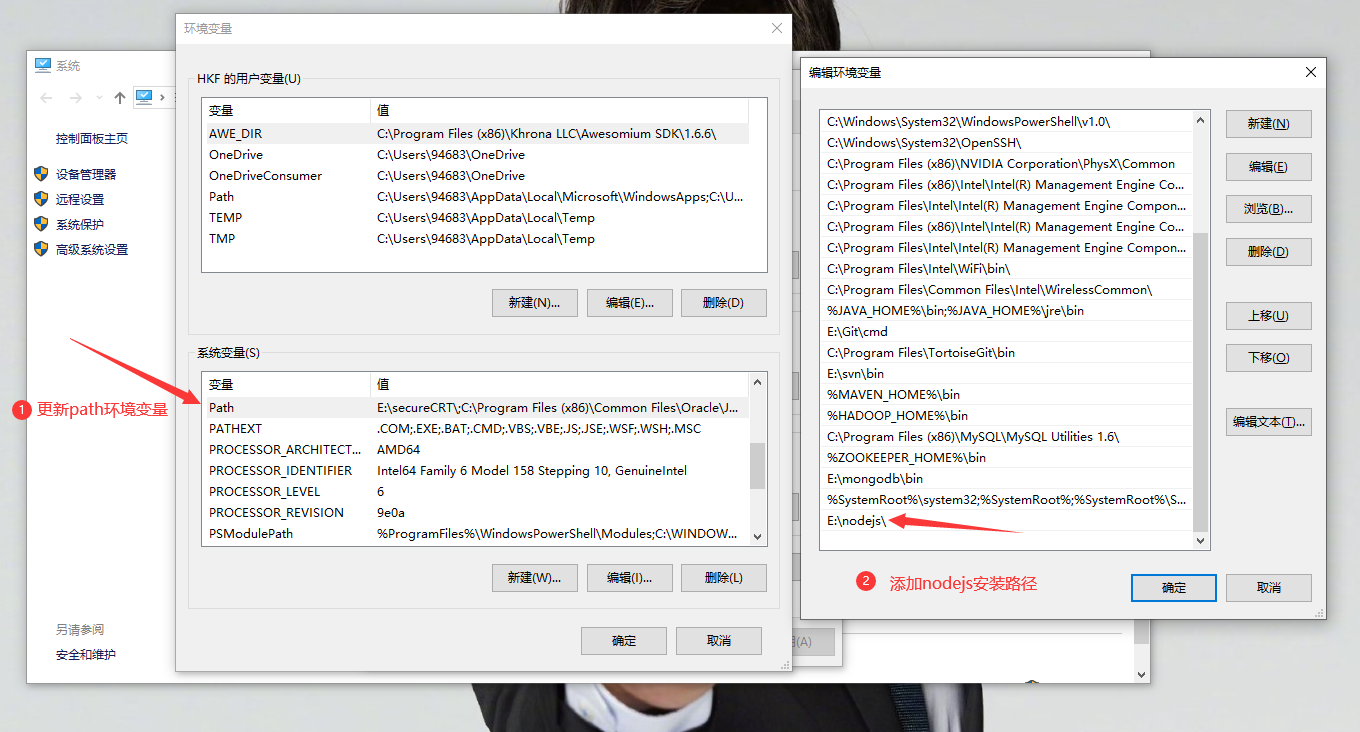 系统
控制面板主页
设备管理器
远程设置
系统保护
高级系统设置
另请参阅
安全和维护
1 更新path环境变量
环境变量
HKF 的用户变量(U)
变量 值
AWE_DIR C:\Program Files (x86)\Khrona LLC\Awesomium SDK\1.6.6\
OneDrive C:\Users\94683\OneDrive
OneDriveConsumer C:\Users\94683\OneDrive
Path C:\Users\94683\AppData\Local\Microsoft\WindowsApps;C:\U...
TEMP C:\Users\94683\AppData\Local\Temp
TMP C:\Users\94683\AppData\Local\Temp
新建(N)... 编辑(E)... 删除(D)
系统变量(S)
变量 值
Path E:\secureCRT\;C:\Program Files (x86)\Common Files\Oracle\J...
PATHEXT .COM;.EXE;.BAT;.CMD;.VBS;.VBE;.JS;.JSE;.WSF;.WSH;.MSC
PROCESSOR_ARCHITECT... AMD64
PROCESSOR_IDENTIFIER Intel64 Family 6 Model 158 Stepping 10, GenuineIntel
PROCESSOR_LEVEL 6
PROCESSOR_REVISION 9e0a
PSModulePath %ProgramFiles%\WindowsPowerShell\Modules;C:\WINDOW...
新建(W)... 编辑(I)... 删除(L)
确定 取消
(A)
编辑环境变量
C:\Windows\System32\WindowsPowerShell\v1.0\
C:\Windows\System32\OpenSSH\
C:\Program Files (x86)\NVIDIA Corporation\PhysX\Common
C:\Program Files (x86)\Intel\Intel(R) Management Engine Co...
C:\Program Files\Intel\Intel(R) Management Engine Compon...
C:\Program Files (x86)\Intel\Intel(R) Management Engine Co...
C:\Program Files\Intel\Intel(R) Management Engine Compon...
C:\Program Files\Intel\WiFi\bin\
C:\Program Files\Common Files\Intel\WirelessCommon\
%JAVA_HOME%\bin;%JAVA_HOME%\jre\bin
E:\Git\cmd
C:\Program Files\TortoiseGit\bin
E:\svn\bin
%MAVEN_HOME%\bin
%HADOOP_HOME%\bin
C:\Program Files (x86)\MySQL\MySQL Utilities 1.6\
%ZOOKEEPER_HOME%\bin
E:\mongodb\bin
%SystemRoot%\system32;%SystemRoot%;%SystemRoot%\S...
E:\nodejs\
新建(N)
编辑(E)
浏览(B)...
删除(D)
上移(U)
下移(O)
编辑文本(T)...
2 添加nodejs安装路径
确定 取消